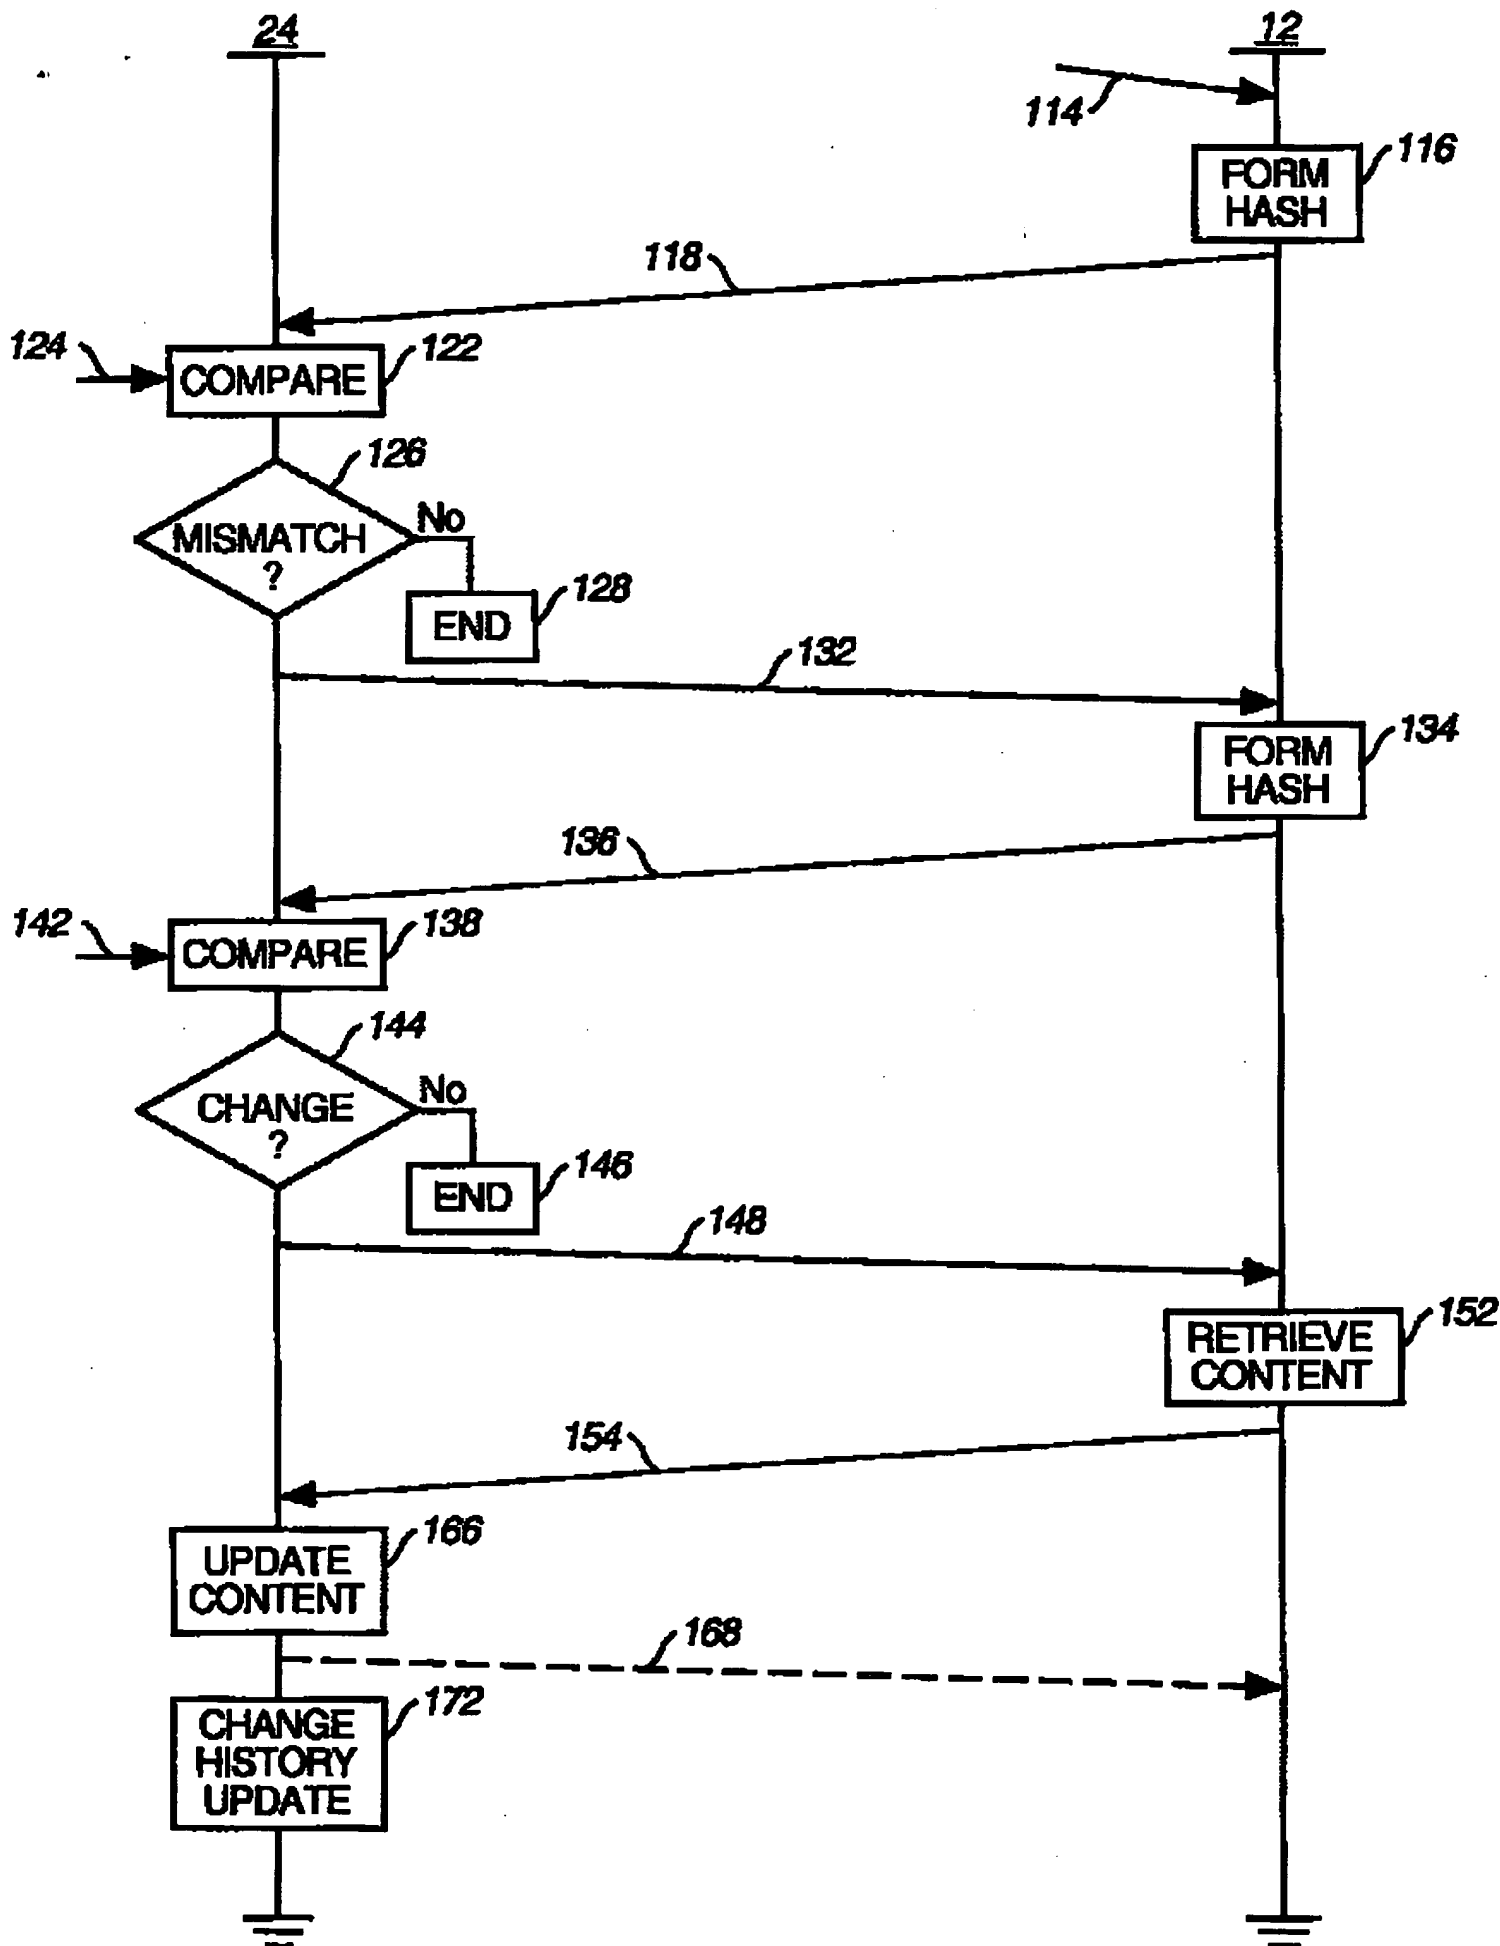 24
12
114
116
FORM
HASH
118
124
122
COMPARE
126
No
MISMATCH
?
128
END
132
134
FORM
HASH
136
142
138
COMPARE
144
No
CHANGE
?
146
END
148
152
RETRIEVE
CONTENT
154
166
UPDATE
CONTENT
168
172
CHANGE
HISTORY
UPDATE